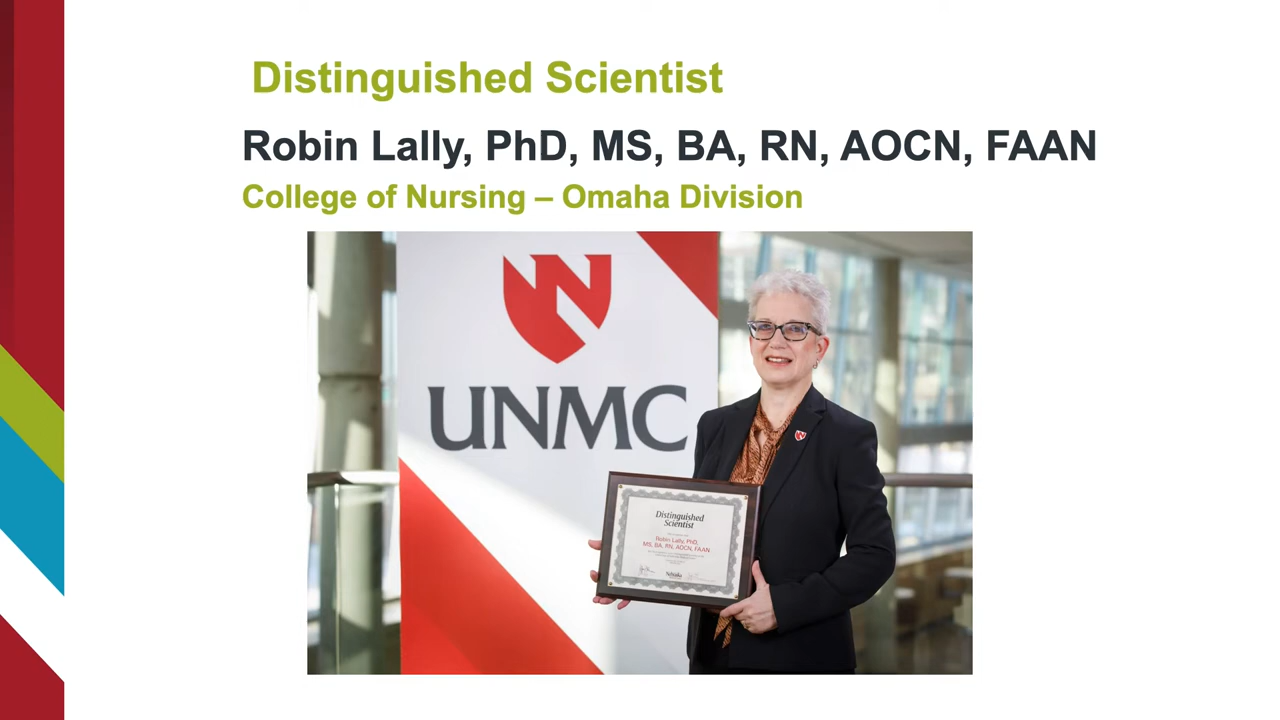 Distinguished Scientist
Robin Lally, PhD, MS, BA, RN, AOCN, FAAN
College of Nursing – Omaha Division
UNMC
Distinguished
Scientist
Robin Lally, PhD,
MS, BA, RN, AOCN, FAAN
Nebraska